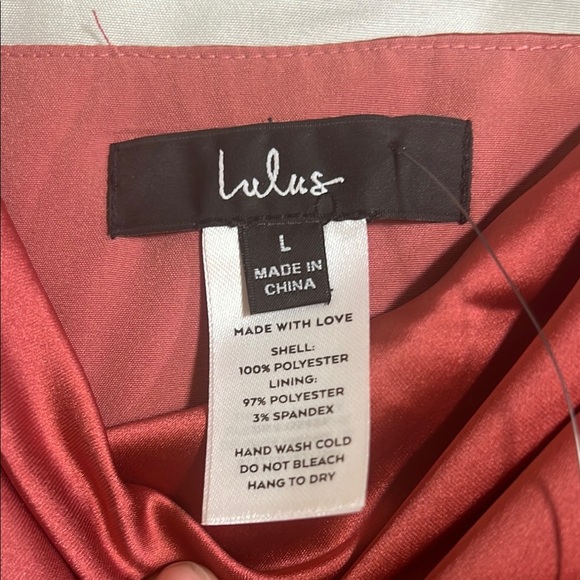 Lulus
L
MADE IN
CHINA
MADE WITH LOVE
SHELL:
100% POLYESTER
LINING:
97% POLYESTER
3% SPANDEX
HAND WASH COLD
DO NOT BLEACH
HANG TO DRY